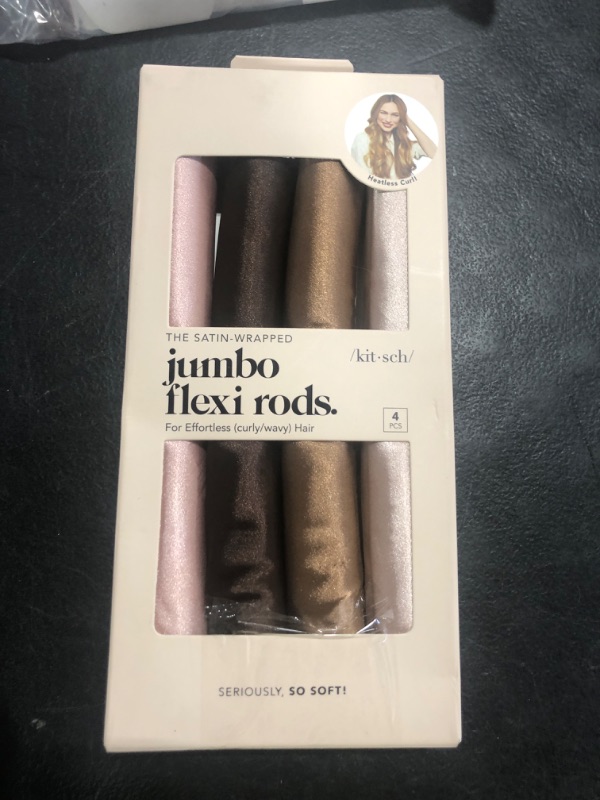 Heatless Curl!
THE SATIN-WRAPPED
jumbo
flexi rods.
/kit·sch/
For Effortless (curly/wavy) Hair
4
PCS
SERIOUSLY, SO SOFT!